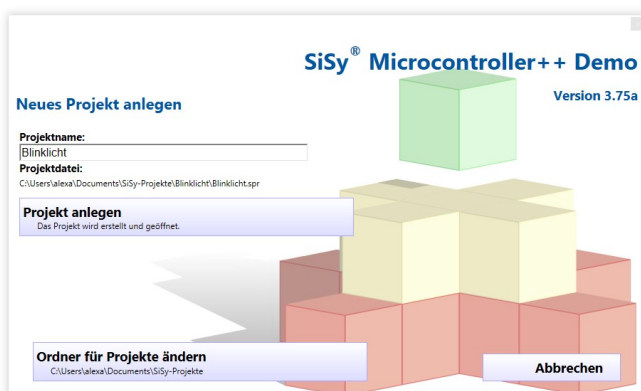 SiSy® Microcontroller++ Demo
Version 3.75a
Neues Projekt anlegen
Projektname:
Blinklicht
Projektdatei:
C:\Users\alexa\Documents\SiSy-Projekte\Blinklicht\Blinklicht.spr
Projekt anlegen
Das Projekt wird erstellt und geöffnet.
Ordner für Projekte ändern
C:\Users\alexa\Documents\SiSy-Projekte
Abbrechen